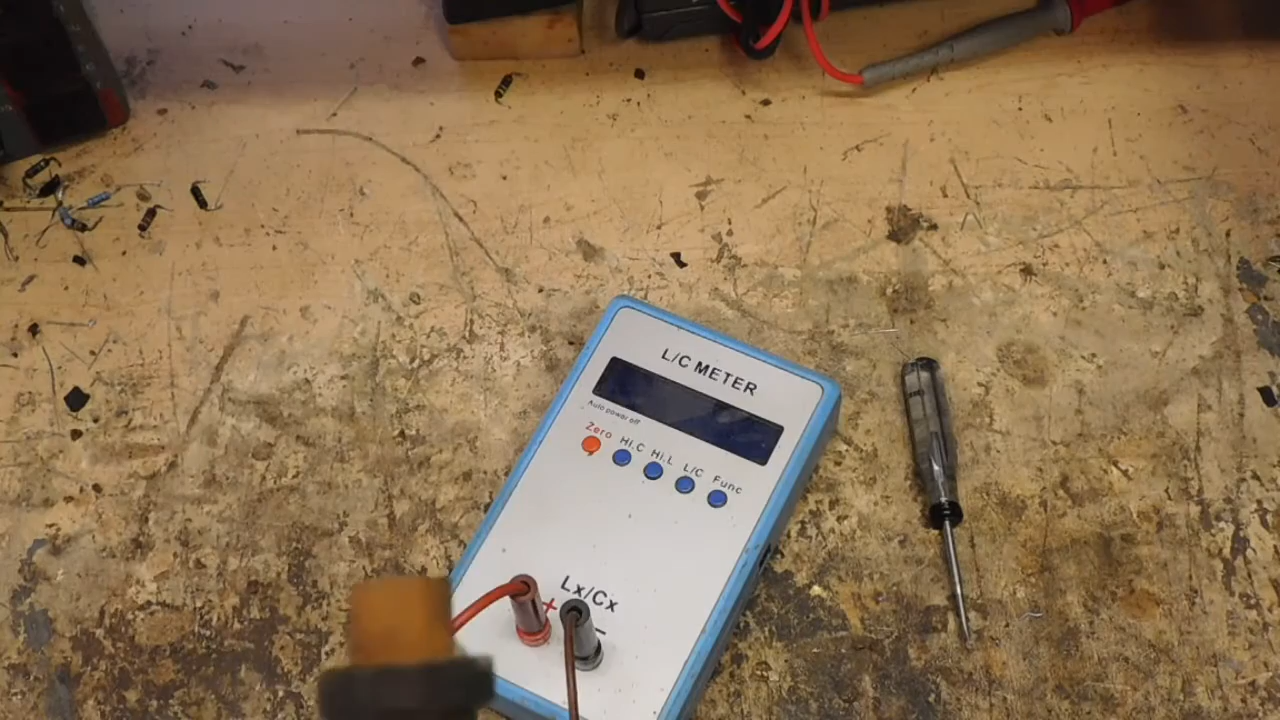 L/C METER
Auto power off
Zero Hi.C Hi.L L/C Func
Lx/Cx
+ −